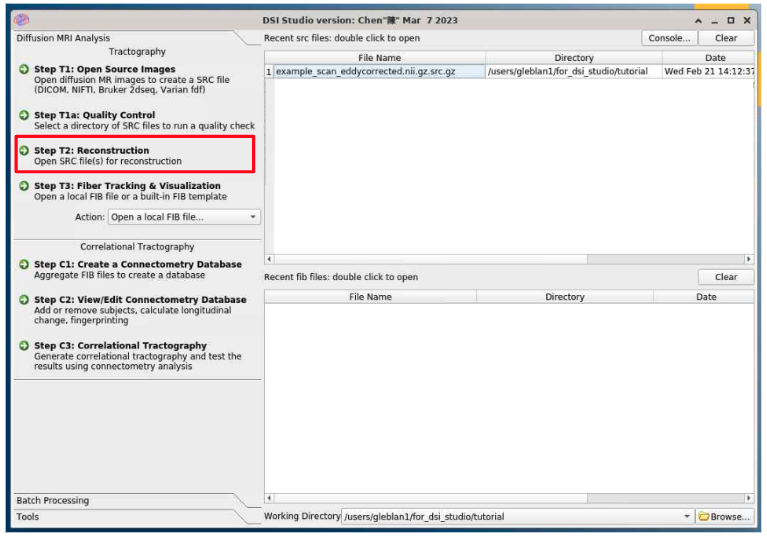 DSI Studio version: Chen"陳" Mar 7 2023
Diffusion MRI Analysis
Tractography
Step T1: Open Source Images
Open diffusion MR images to create a SRC file
(DICOM, NIFTI, Bruker 2dseq, Varian fdf)
Step T1a: Quality Control
Select a directory of SRC files to run a quality check
Step T2: Reconstruction
Open SRC file(s) for reconstruction
Step T3: Fiber Tracking & Visualization
Open a local FIB file or a built-in FIB template
Action: Open a local FIB file...
Correlational Tractography
Step C1: Create a Connectometry Database
Aggregate FIB files to create a database
Step C2: View/Edit Connectometry Database
Add or remove subjects, calculate longitudinal
change, fingerprinting
Step C3: Correlational Tractography
Generate correlational tractography and test the
results using connectometry analysis
Batch Processing
Tools
Recent src files: double click to open
Console... Clear
File Name Directory Date
1 example_scan_eddycorrected.nii.gz.src.gz /users/gleblan1/for_dsi_studio/tutorial Wed Feb 21 14:12:37
Recent fib files: double click to open
Clear
File Name Directory Date
Working Directory /users/gleblan1/for_dsi_studio/tutorial Browse...